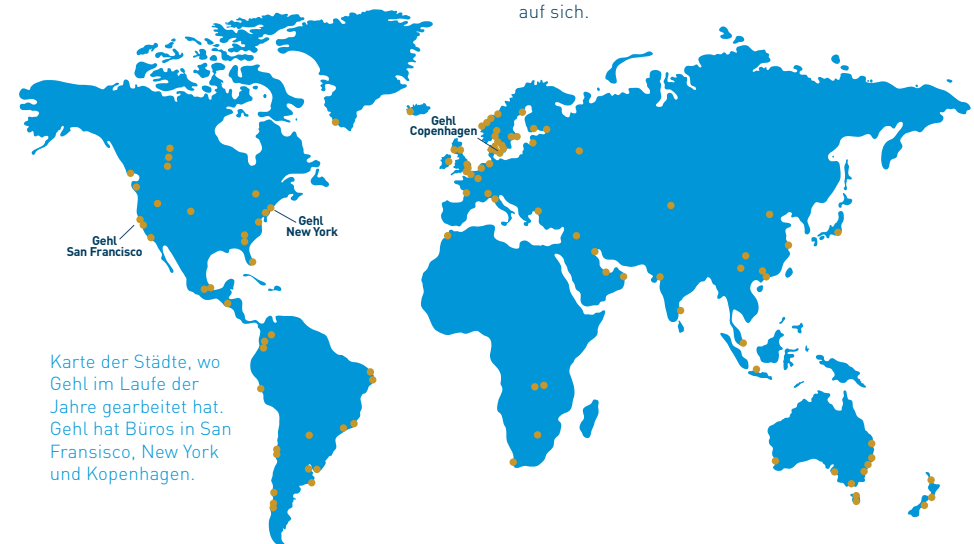 auf sich.
Gehl
Copenhagen
Gehl
New York
Gehl
San Francisco
Karte der Städte, wo
Gehl im Laufe der
Jahre gearbeitet hat.
Gehl hat Büros in San
Fransisco, New York
und Kopenhagen.